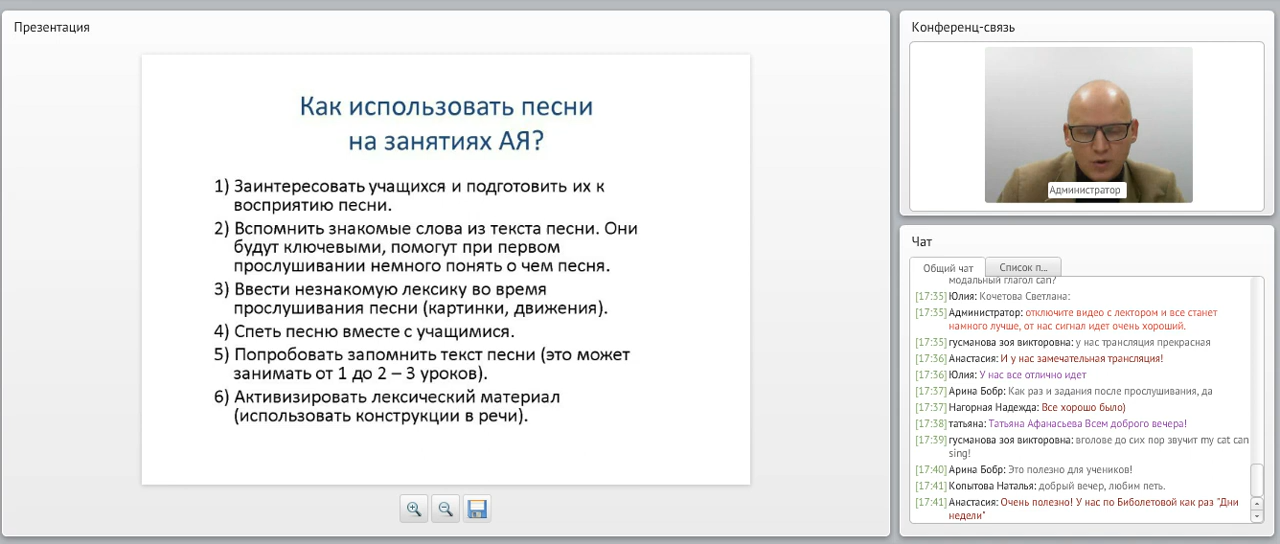 Презентация
Как использовать песни
на занятиях АЯ?
1) Заинтересовать учащихся и подготовить их к
восприятию песни.
2) Вспомнить знакомые слова из текста песни. Они
будут ключевыми, помогут при первом
прослушивании немного понять о чем песня.
3) Ввести незнакомую лексику во время
прослушивания песни (картинки, движения).
4) Спеть песню вместе с учащимися.
5) Попробовать запомнить текст песни (это может
занимать от 1 до 2 – 3 уроков).
6) Активизировать лексический материал
(использовать конструкции в речи).
Конференц-связь
Администратор
Чат
Общий чат
Список п...
модальный глагол can?
[17:35] Юлия: Кочетова Светлана:
[17:35] Администратор: отключите видео с лектором и все станет
намного лучше, от нас сигнал идет очень хороший.
[17:35] гусманова зоя викторовна: у нас трансляция прекрасная
[17:36] Анастасия: И у нас замечательная трансляция!
[17:36] Юлия: У нас все отлично идет
[17:37] Арина Бобр: Как раз и задания после прослушивания, да
[17:37] Нагорная Надежда: Все хорошо было)
[17:38] татьяна: Татьяна Афанасьева Всем доброго вечера!
[17:39] гусманова зоя викторовна: вголове до сих пор звучит my cat can
sing!
[17:40] Арина Бобр: Это полезно для учеников!
[17:41] Копытова Наталья: добрый вечер, любим петь.
[17:41] Анастасия: Очень полезно! У нас по Биболетовой как раз "Дни
недели"